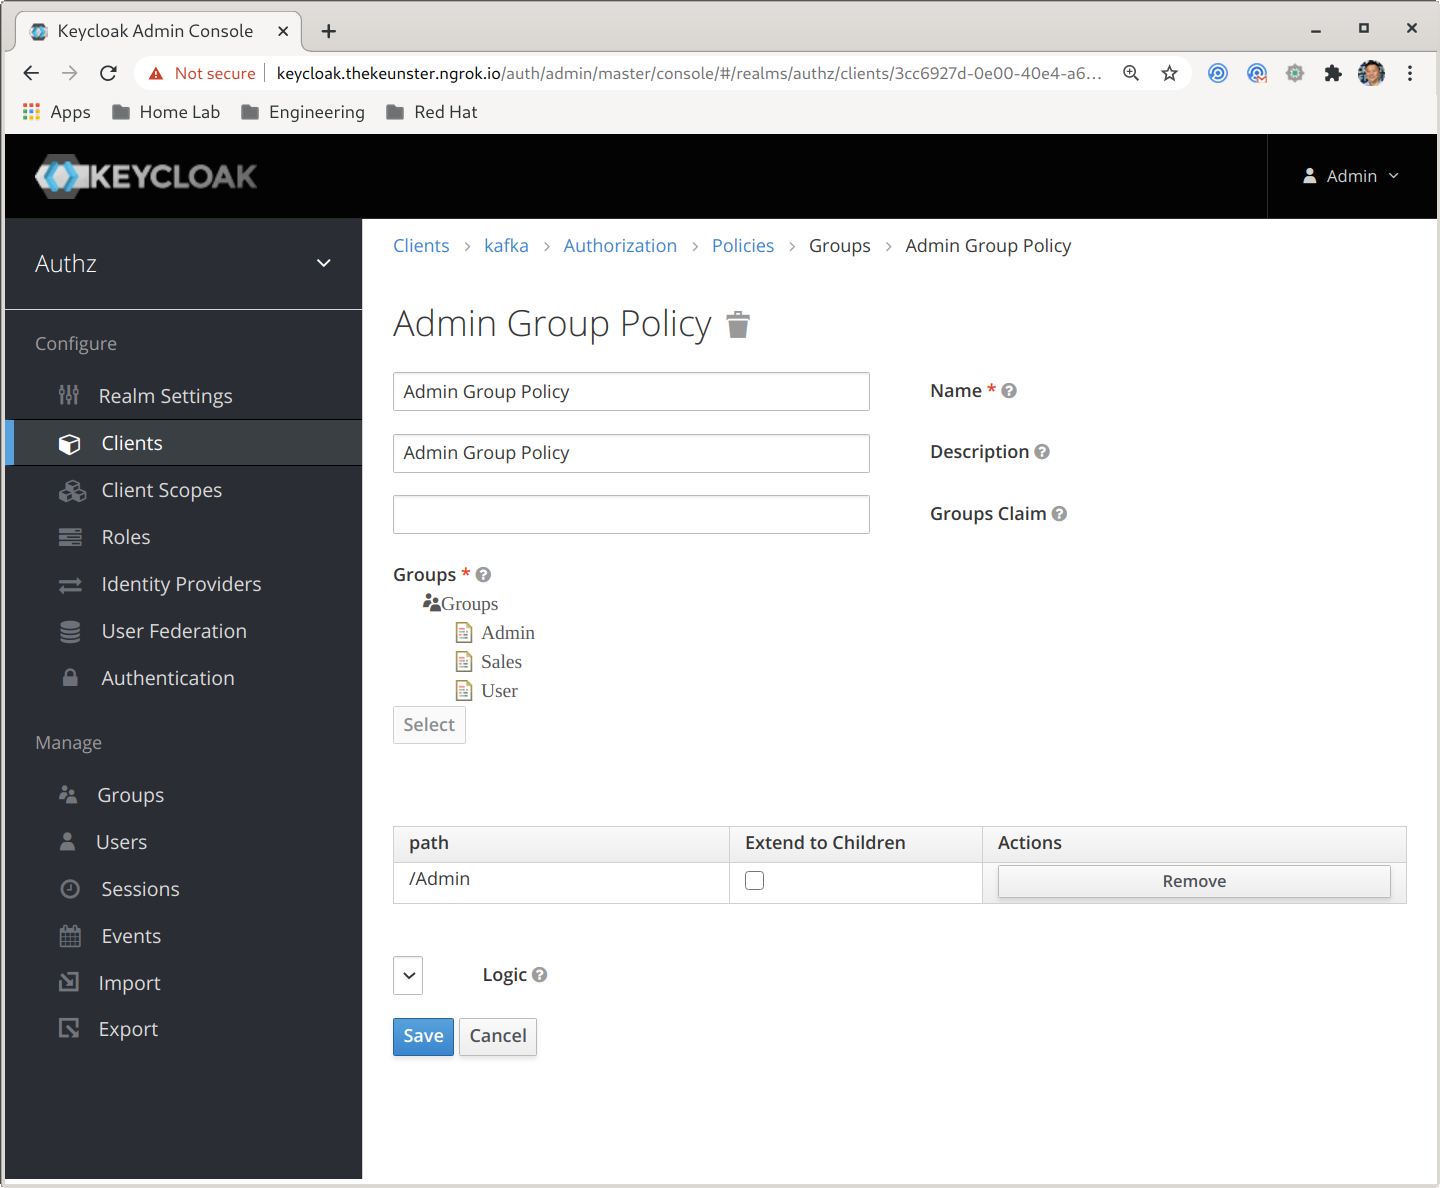 Keycloak Admin Console
Not secure keycloak.thekeunster.ngrok.io/auth/admin/master/console/#/realms/authz/clients/3cc6927d-0e00-40e4-a6...
Apps Home Lab Engineering Red Hat
KEYCLOAK
Admin
Authz
Configure
Realm Settings
Clients
Client Scopes
Roles
Identity Providers
User Federation
Authentication
Manage
Groups
Users
Sessions
Events
Import
Export
Clients > kafka > Authorization > Policies > Groups > Admin Group Policy
Admin Group Policy
Admin Group Policy Name * 
Admin Group Policy Description
Groups Claim
Groups *
Groups
Admin
Sales
User
Select
path Extend to Children Actions
/Admin Remove
Logic
Save Cancel